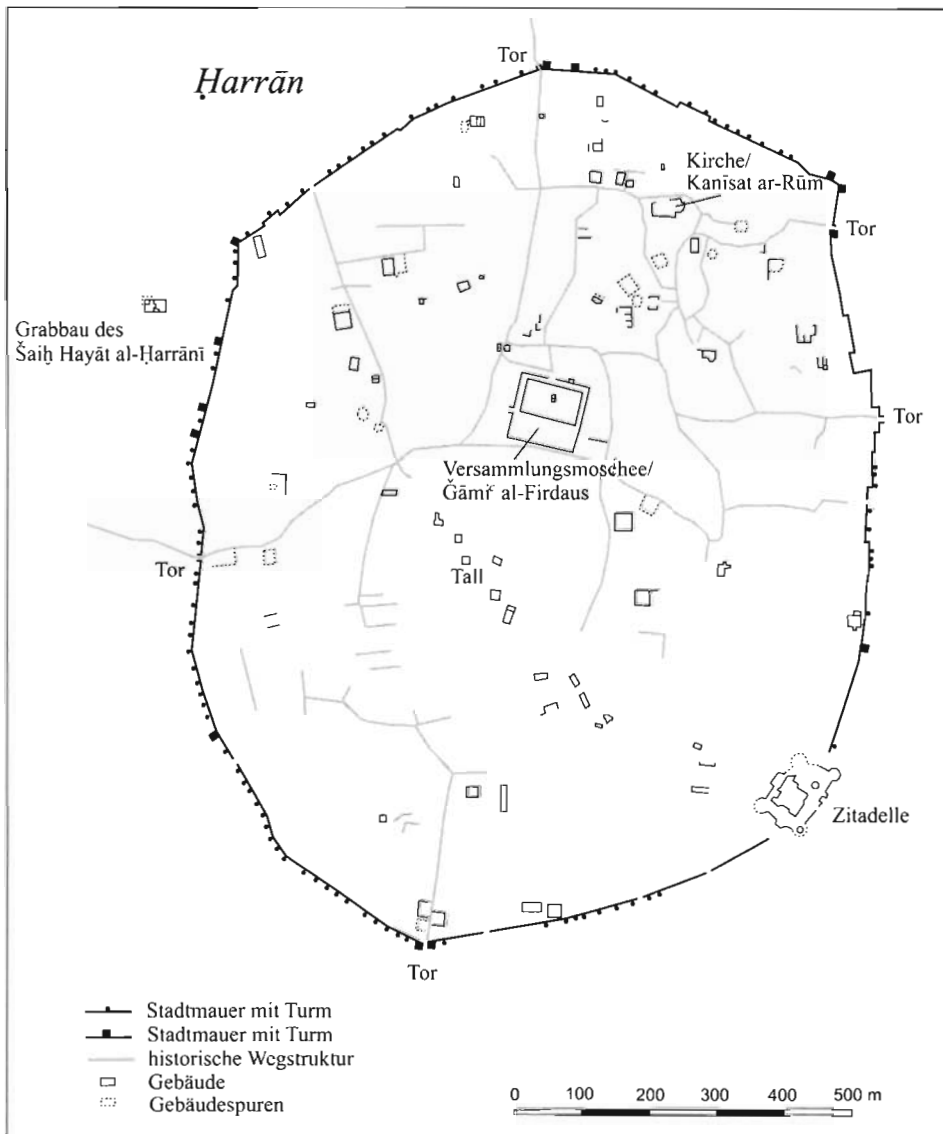 Ḥarrān
Tor
Kirche/
Kanīsat ar-Rūm
Tor
Grabbau des
Šaiḫ Hayāt al-Ḥarrānī
Tor
Versammlungsmoschee/
Ǧāmiʿ al-Firdaus
Tor
Tall
Zitadelle
Tor
Stadtmauer mit Turm
Stadtmauer mit Turm
historische Wegstruktur
Gebäude
Gebäudespuren
0 100 200 300 400 500 m